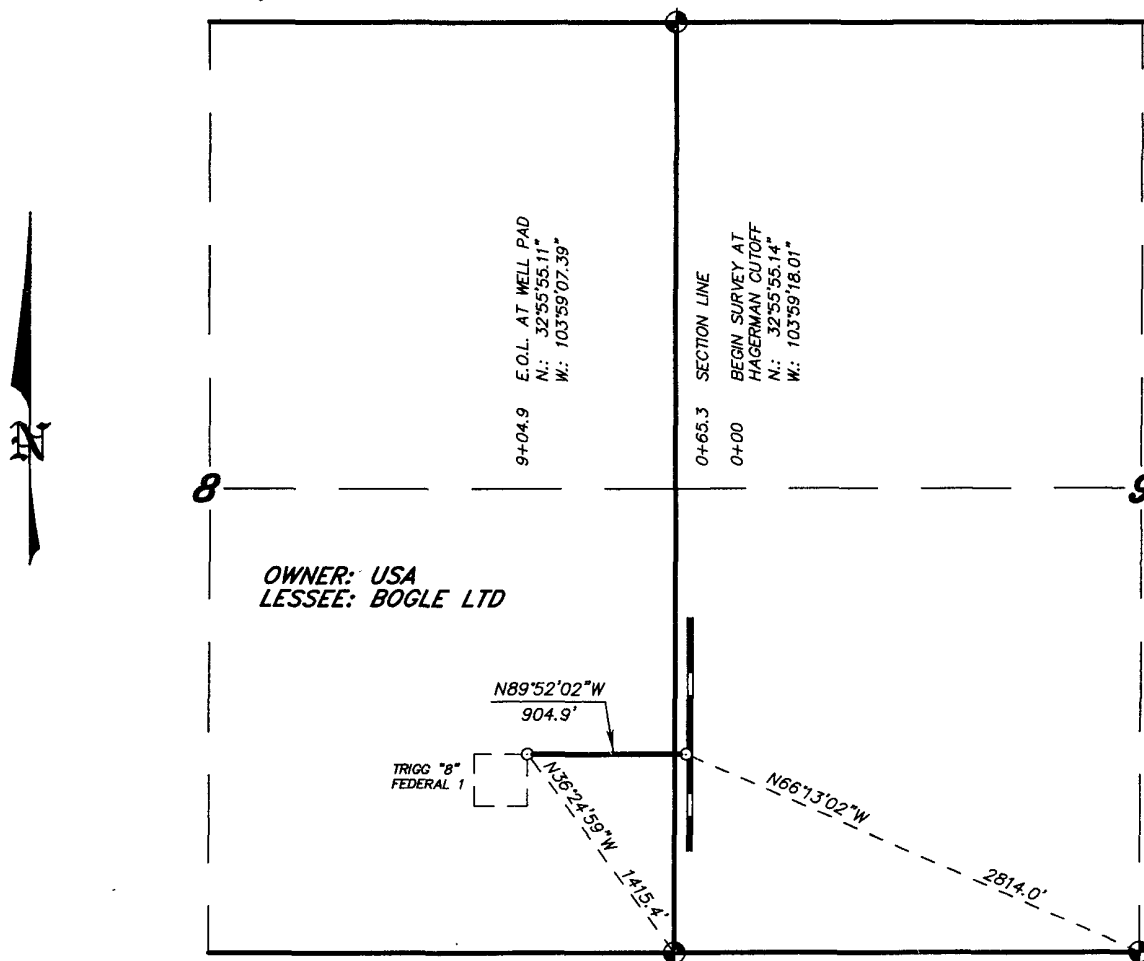 9+04.9 E.O.L. AT WELL PAD
N.: 32°55'55.11"
W.: 103°59'07.39"
0+65.3 SECTION LINE
0+00 BEGIN SURVEY AT
HAGERMAN CUTOFF
N.: 32°55'55.14"
W.: 103°59'18.01"
N
8
9
OWNER: USA
LESSEE: BOGLE LTD
N89°52'02"W
904.9'
TRIGG "8"
FEDERAL 1
N36°24'59"W 1415.4'
N66°13'02"W 2814.0'